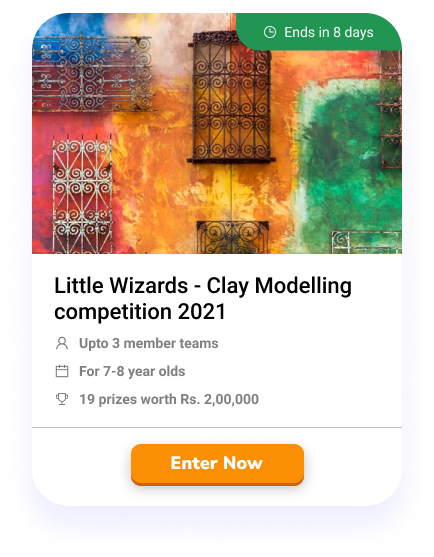 Ends in 8 days
Little Wizards - Clay Modelling
competition 2021
Upto 3 member teams
For 7-8 year olds
19 prizes worth Rs. 2,00,000
Enter Now